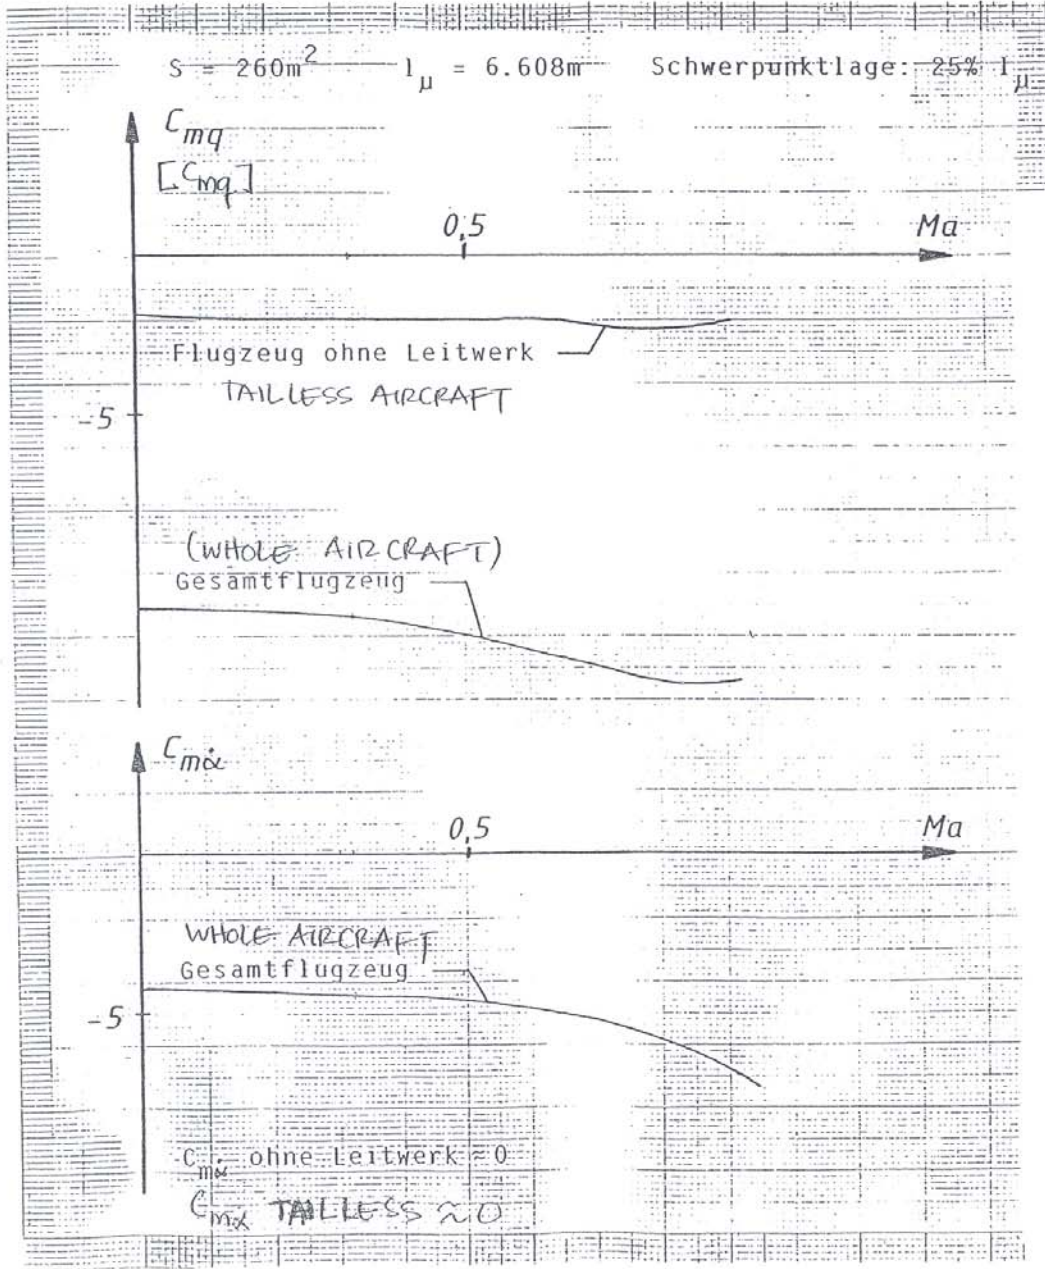 S = 260m² l_μ = 6.608m Schwerpunktlage: 25% l_μ
C_mq
[C_mq]
0,5 Ma
Flugzeug ohne Leitwerk
TAILLESS AIRCRAFT
-5
(WHOLE AIRCRAFT)
Gesamtflugzeug
C_mα̇
0,5 Ma
WHOLE AIRCRAFT
Gesamtflugzeug
-5
C_mα̇ ohne Leitwerk ≈ 0
C_mα̇ TAILLESS ≈ 0